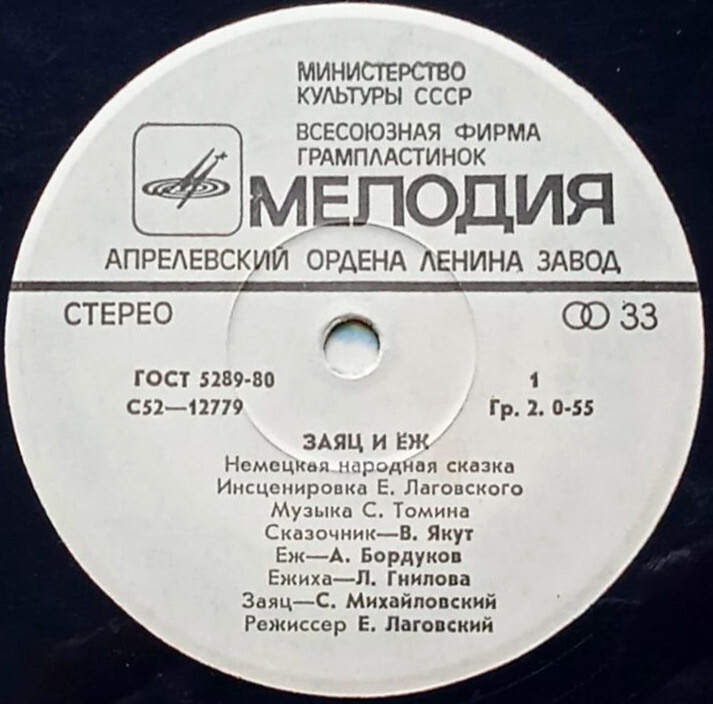 МИНИСТЕРСТВО
КУЛЬТУРЫ СССР
ВСЕСОЮЗНАЯ ФИРМА
ГРАМПЛАСТИНОК
МЕЛОДИЯ
АПРЕЛЕВСКИЙ ОРДЕНА ЛЕНИНА ЗАВОД
СТЕРЕО 33
ГОСТ 5289-80 1
С52—12779 Гр. 2. 0-55
ЗАЯЦ И ЁЖ
Немецкая народная сказка
Инсценировка Е. Лаговского
Музыка С. Томина
Сказочник—В. Якут
Еж—А. Бордуков
Ежиха—Л. Гнилова
Заяц—С. Михайловский
Режиссер Е. Лаговский